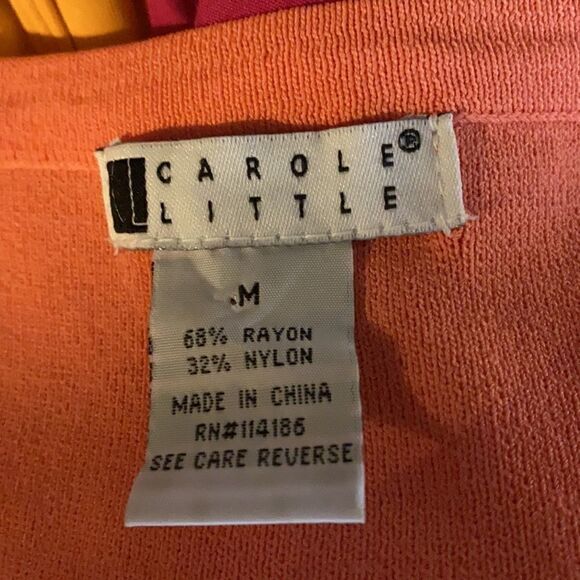 CAROLE®
LITTLE
M
68% RAYON
32% NYLON
MADE IN CHINA
RN#114186
SEE CARE REVERSE